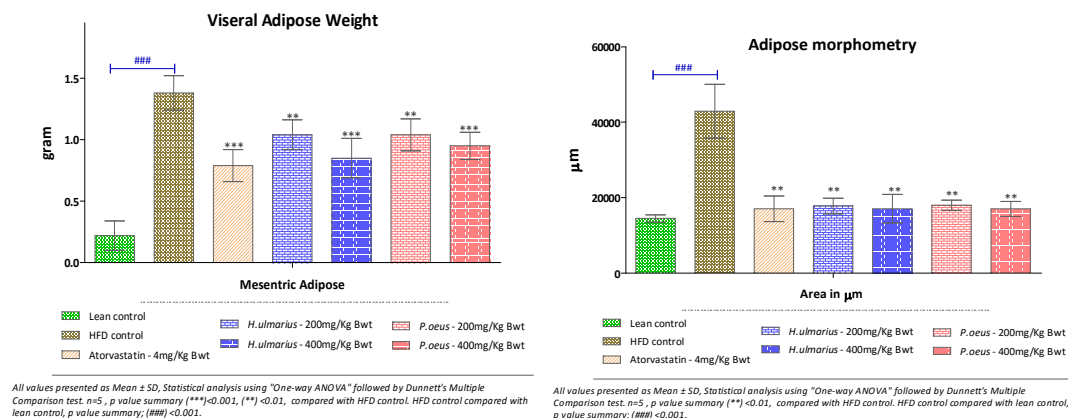 Viseral Adipose Weight
gram
1.5
1.0
0.5
0.0
###
***
**
***
**
***
Mesentric Adipose
Lean control
HFD control
Atorvastatin - 4mg/Kg Bwt
H.ulmarius - 200mg/Kg Bwt
H.ulmarius - 400mg/Kg Bwt
P.oeus - 200mg/Kg Bwt
P.oeus - 400mg/Kg Bwt
All values presented as Mean ± SD, Statistical analysis using "One-way ANOVA" followed by Dunnett's Multiple
Comparison test. n=5 , p value summary (***)<0.001, (**) <0.01, compared with HFD control. HFD control compared with
lean control, p value summary; (###) <0.001.
Adipose morphometry
µm
60000
40000
20000
0
###
**
**
**
**
**
Area in µm
Lean control
HFD control
Atorvastatin - 4mg/Kg Bwt
H.ulmarius - 200mg/Kg Bwt
H.ulmarius - 400mg/Kg Bwt
P.oeus - 200mg/Kg Bwt
P.oeus - 400mg/Kg Bwt
All values presented as Mean ± SD, Statistical analysis using "One-way ANOVA" followed by Dunnett's Multiple
Comparison test. n=5 , p value summary (**) <0.01, compared with HFD control. HFD control compared with lean control,
p value summary; (###) <0.001.